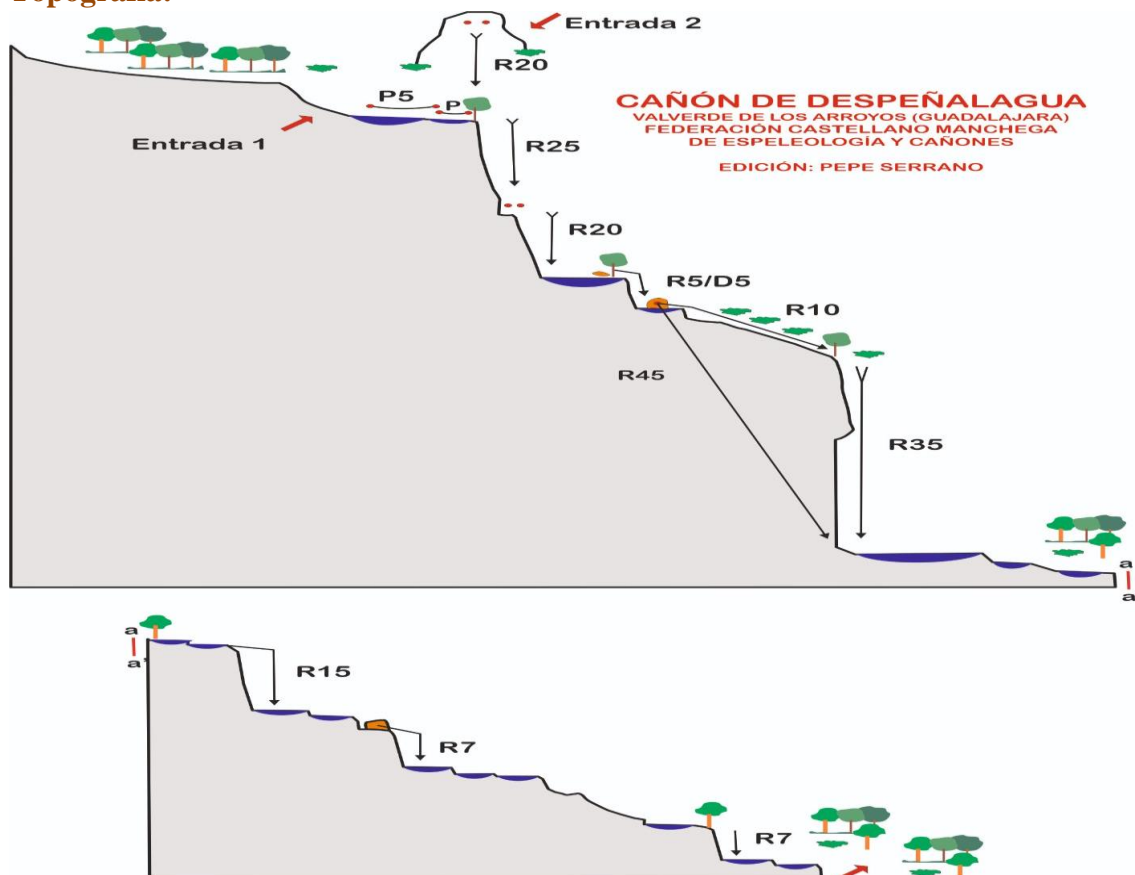 Topografía:
Entrada 2
R20
P5
P
CAÑÓN DE DESPEÑALAGUA
VALVERDE DE LOS ARROYOS (GUADALAJARA)
FEDERACIÓN CASTELLANO MANCHEGA
DE ESPELEOLOGÍA Y CAÑONES
EDICIÓN: PEPE SERRANO
Entrada 1
R25
R20
R5/D5
R10
R45
R35
a
a
a
a'
R15
R7
R7